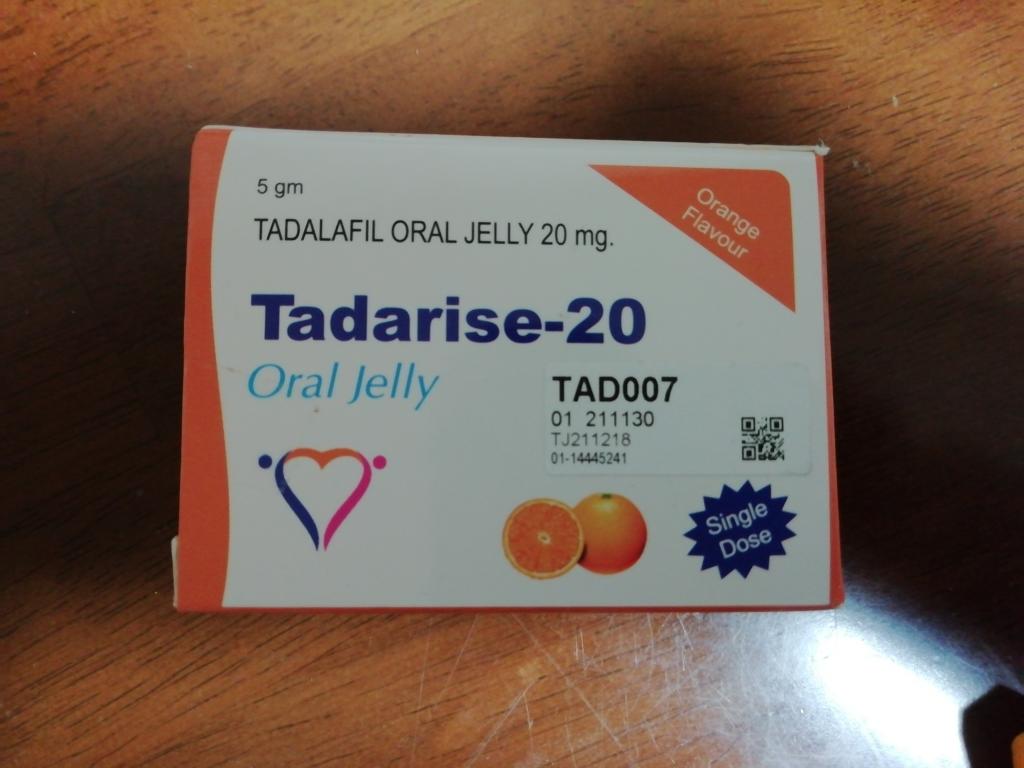 5 gm
TADALAFIL ORAL JELLY 20 mg.
Orange
Flavour
Tadarise-20
Oral Jelly
TAD007
01 211130
TJ211218
01-14445241
Single
Dose